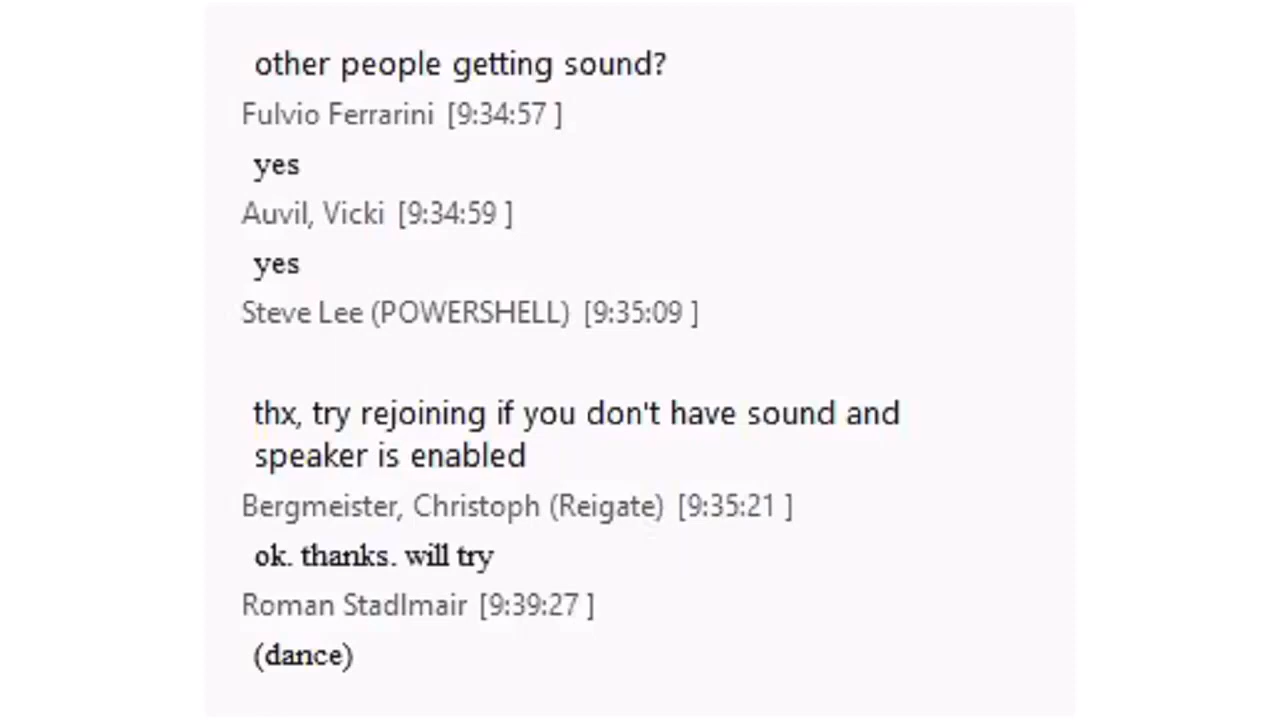 other people getting sound?
Fulvio Ferrarini [9:34:57 ]
yes
Auvil, Vicki [9:34:59 ]
yes
Steve Lee (POWERSHELL) [9:35:09 ]
thx, try rejoining if you don't have sound and
speaker is enabled
Bergmeister, Christoph (Reigate) [9:35:21 ]
ok. thanks. will try
Roman Stadlmair [9:39:27 ]
(dance)